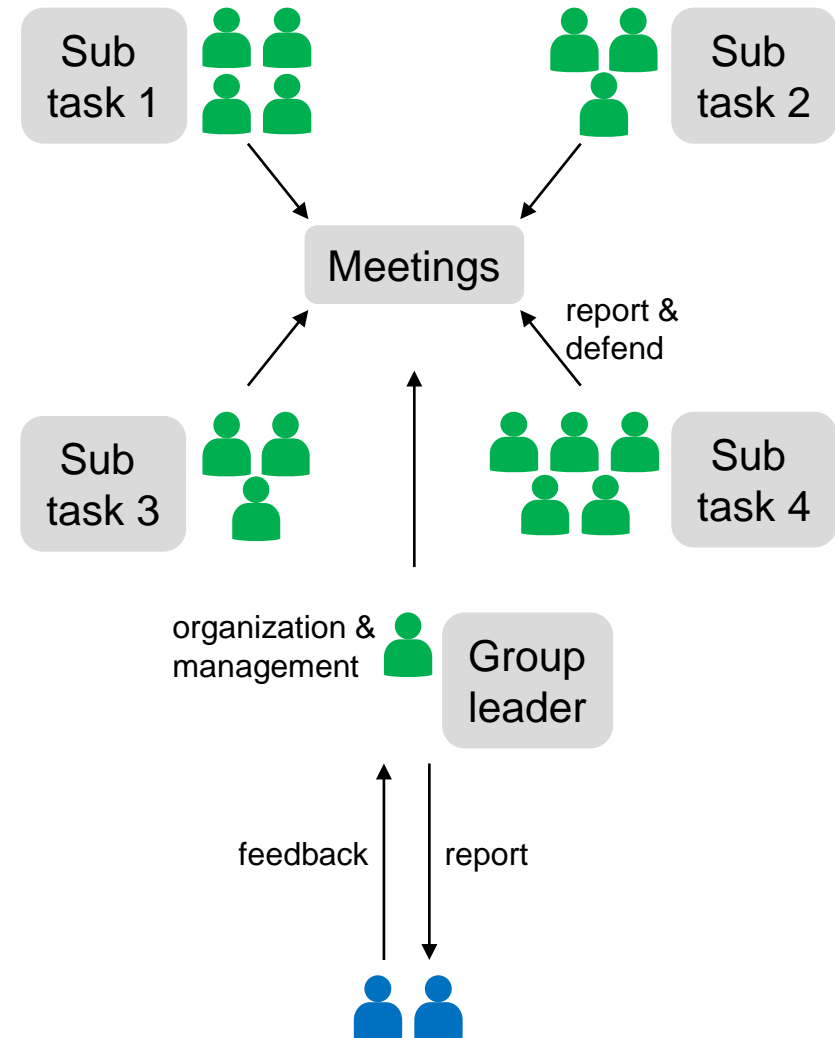 Sub
task 1
Sub
task 2
Meetings
report &
defend
Sub
task 3
Sub
task 4
organization &
management
Group
leader
feedback
report